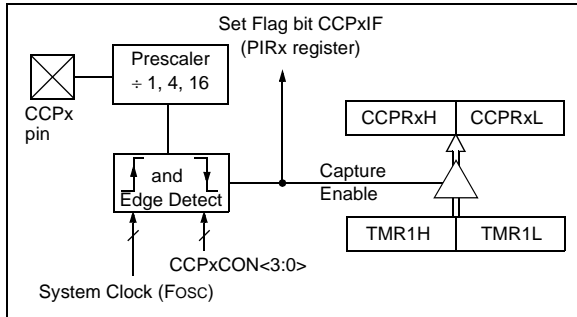 Set Flag bit CCPxIF
(PIRx register)
Prescaler
÷ 1, 4, 16
CCPx
pin
CCPRxH
CCPRxL
and
Edge Detect
Capture
Enable
TMR1H
TMR1L
CCPxCON<3:0>
System Clock (FOSC)